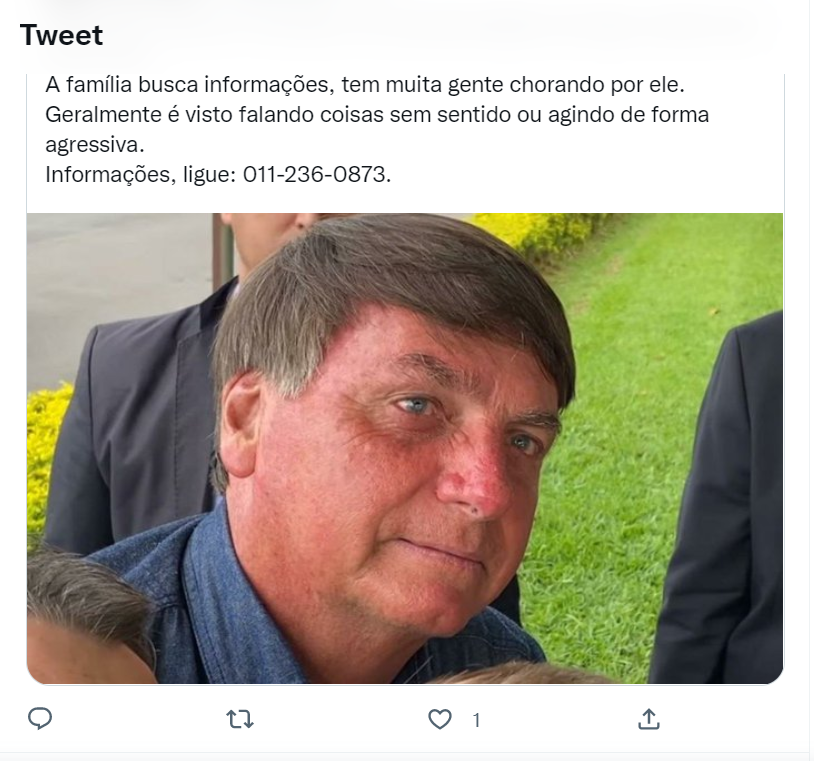 Tweet
A família busca informações, tem muita gente chorando por ele.
Geralmente é visto falando coisas sem sentido ou agindo de forma
agressiva.
Informações, ligue: 011-236-0873.
1